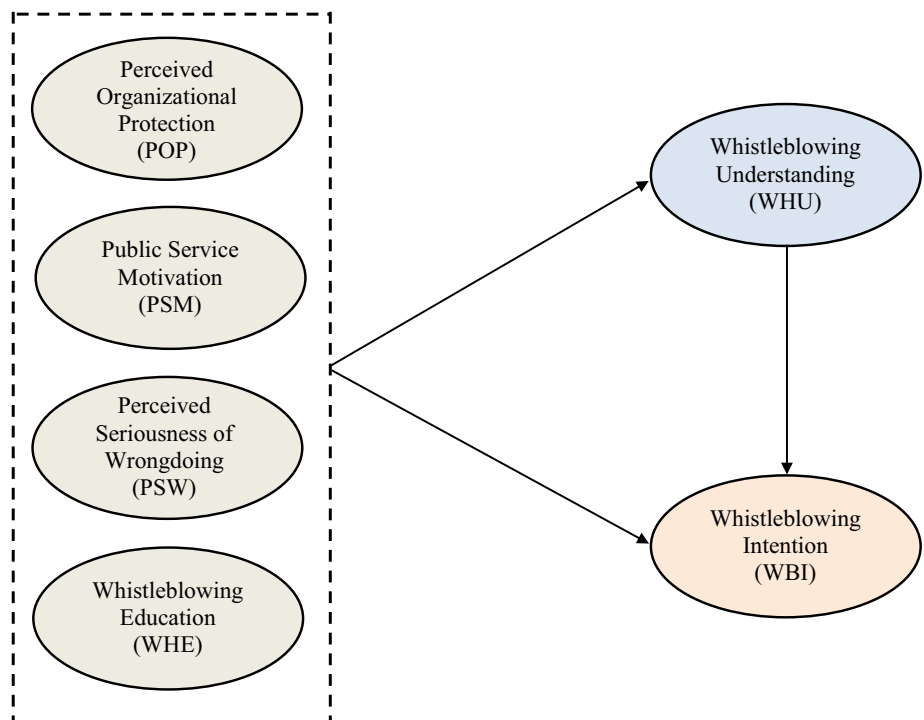 Perceived
Organizational
Protection
(POP)
Public Service
Motivation
(PSM)
Perceived
Seriousness of
Wrongdoing
(PSW)
Whistleblowing
Education
(WHE)
Whistleblowing
Understanding
(WHU)
Whistleblowing
Intention
(WBI)